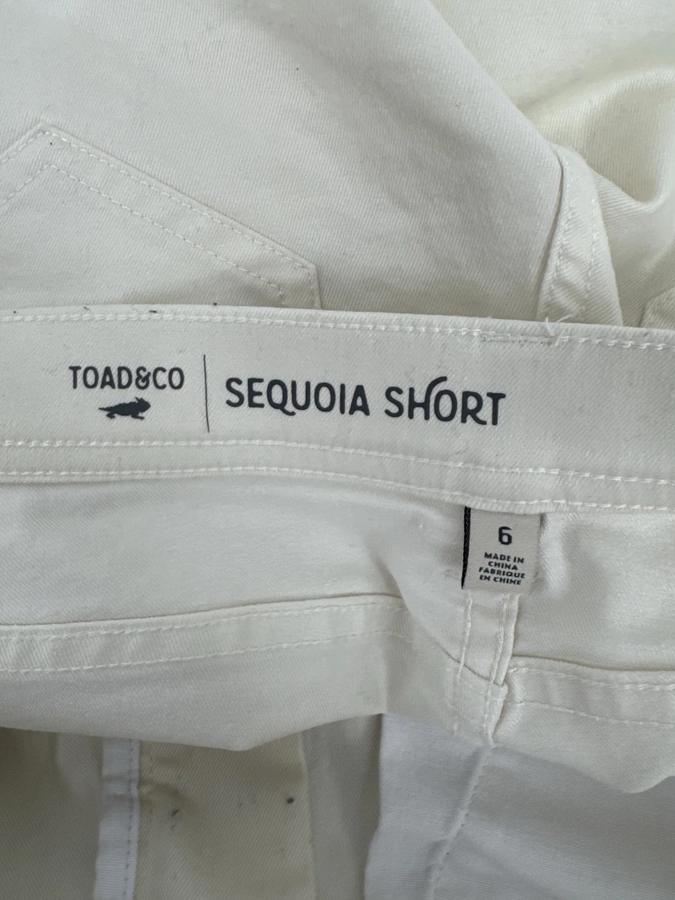 TOAD&CO
SEQUOIA SHORT
6
MADE IN
CHINA
FABRIQUE
EN CHINE